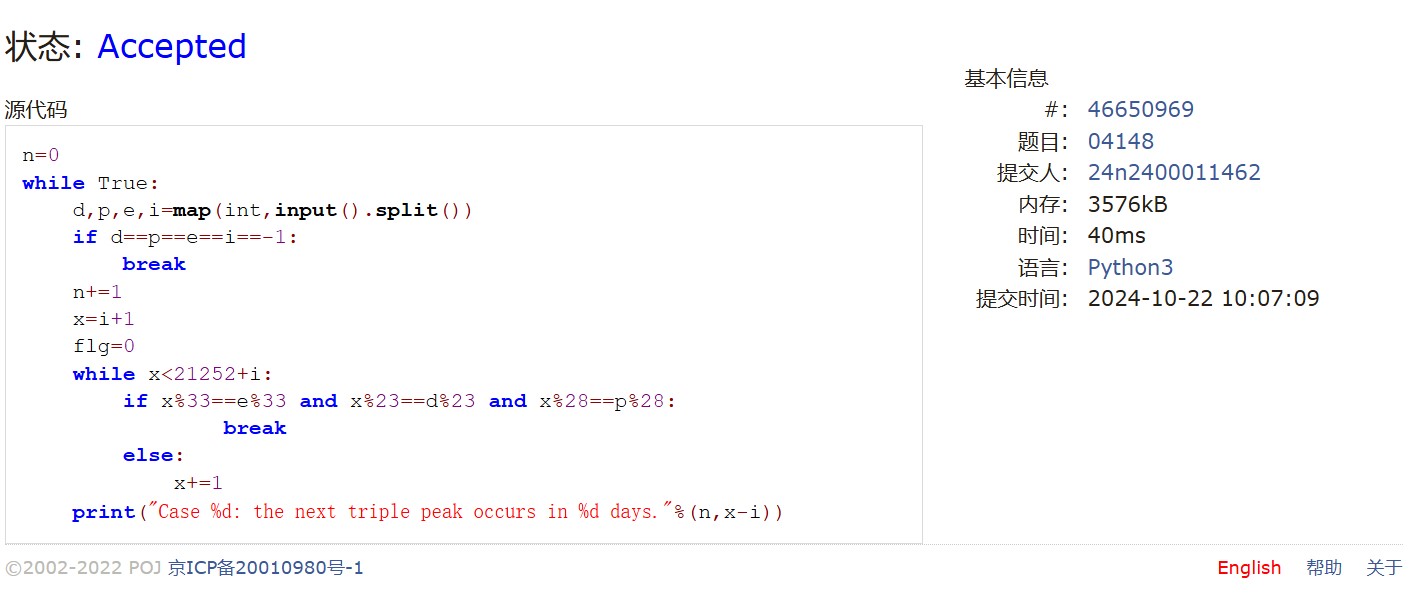 状态: Accepted
源代码
n=0
while True:
    d,p,e,i=map(int,input().split())
    if d==p==e==i==-1:
        break
    n+=1
    x=i+1
    flg=0
    while x<21252+i:
        if x%33==e%33 and x%23==d%23 and x%28==p%28:
                break
        else:
            x+=1
    print("Case %d: the next triple peak occurs in %d days."%(n,x-i))
基本信息
#: 46650969
题目: 04148
提交人: 24n2400011462
内存: 3576kB
时间: 40ms
语言: Python3
提交时间: 2024-10-22 10:07:09
©2002-2022 POJ 京ICP备20010980号-1
English 帮助 关于